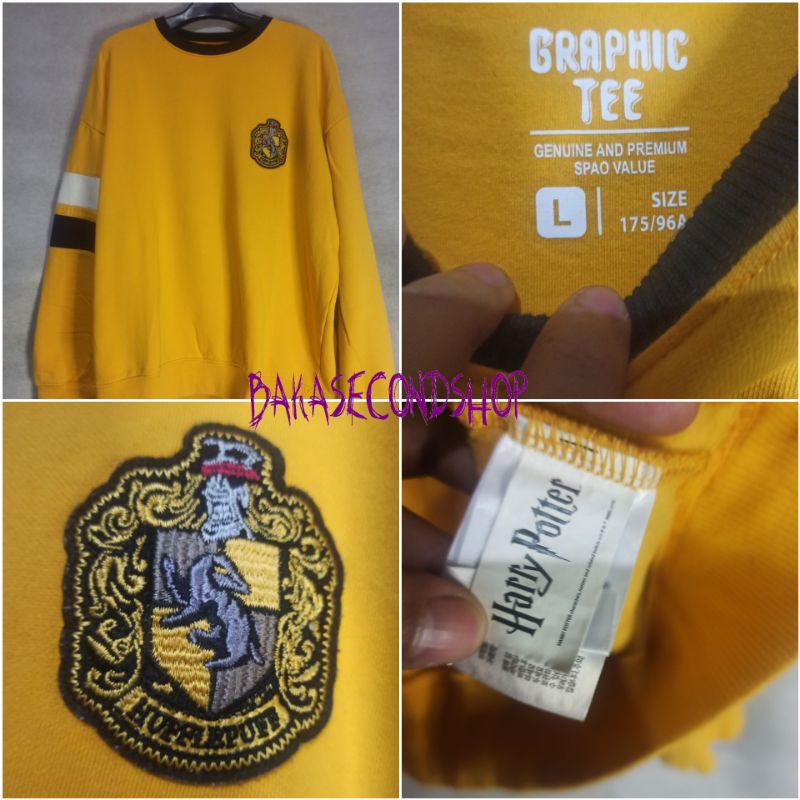 GRAPHIC
TEE
GENUINE AND PREMIUM
SPAO VALUE
L
SIZE
175/96A
BAKASECONDSHOP
HUFFLEPUFF
Harry Potter